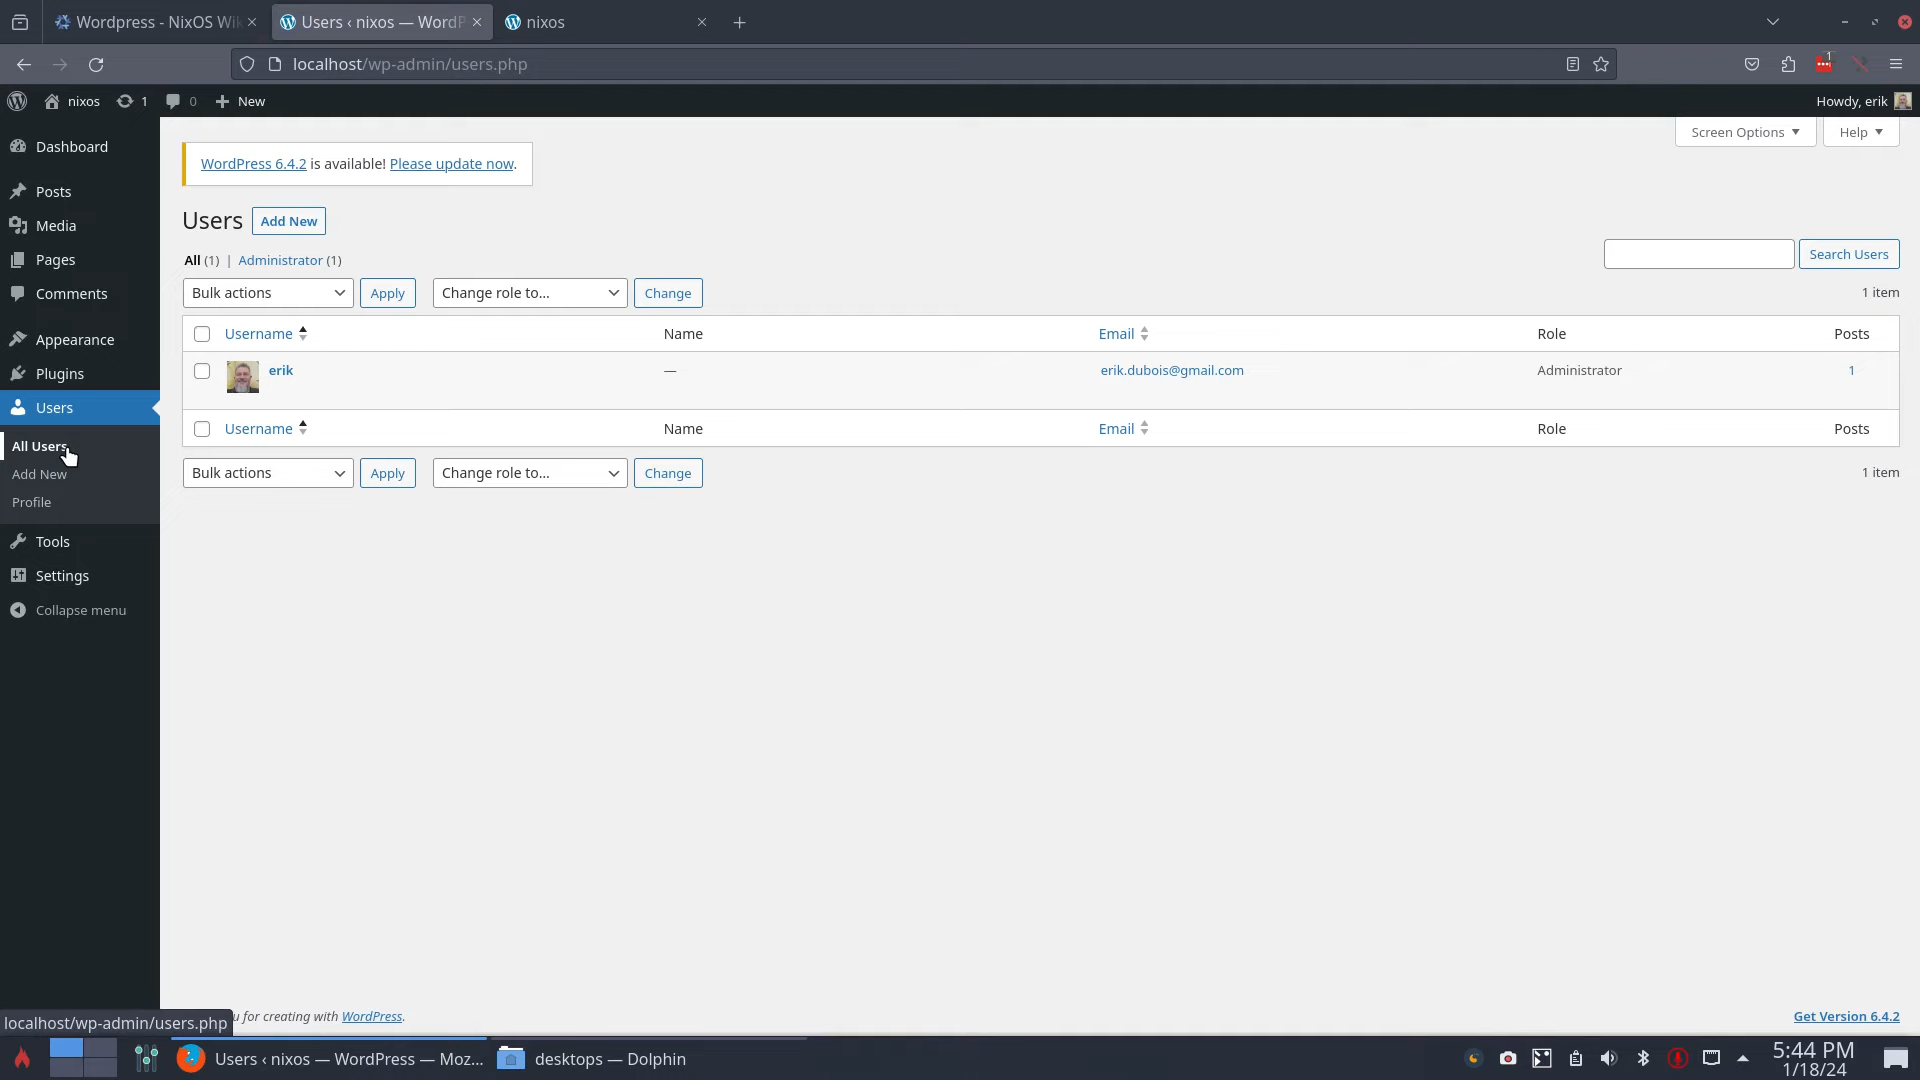 Wordpress - NixOS Wik
Users ‹ nixos — WordP
nixos
localhost/wp-admin/users.php
1
nixos
1
0
New
Howdy, erik
Dashboard
Posts
Media
Pages
Comments
Appearance
Plugins
Users
All Users
Add New
Profile
Tools
Settings
Collapse menu
Screen Options
Help
WordPress 6.4.2 is available! Please update now.
Users
Add New
All (1) | Administrator (1)
Search Users
Bulk actions
Apply
Change role to...
Change
1 item
Username
Name
Email
Role
Posts
erik
—
erik.dubois@gmail.com
Administrator
1
Username
Name
Email
Role
Posts
Bulk actions
Apply
Change role to...
Change
1 item
u for creating with WordPress.
Get Version 6.4.2
localhost/wp-admin/users.php
Users ‹ nixos — WordPress — Moz...
desktops — Dolphin
5:44 PM
1/18/24